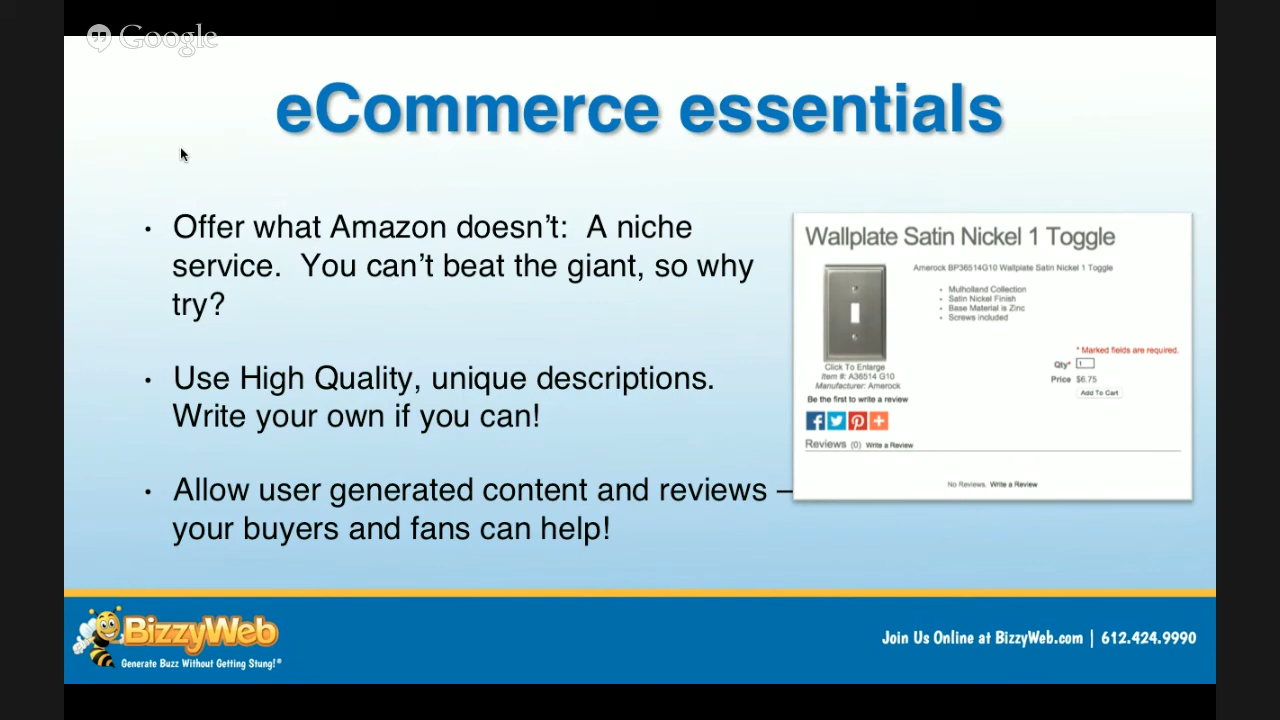 Google
eCommerce essentials
• Offer what Amazon doesn't: A niche
service. You can't beat the giant, so why
try?
• Use High Quality, unique descriptions.
Write your own if you can!
• Allow user generated content and reviews –
your buyers and fans can help!
Wallplate Satin Nickel 1 Toggle
Amerock BP36514G10 Wallplate Satin Nickel 1 Toggle
• Mulholland Collection
• Satin Nickel Finish
• Base Material is Zinc
• Screws included
* Marked fields are required.
Qty* 1
Price $6.75
Add To Cart
Click To Enlarge
Item #: A36514 G10
Manufacturer: Amerock
Be the first to write a review
Reviews (0) Write a Review
No Reviews. Write a Review
BizzyWeb
Generate Buzz Without Getting Stung!®
Join Us Online at BizzyWeb.com | 612.424.9990